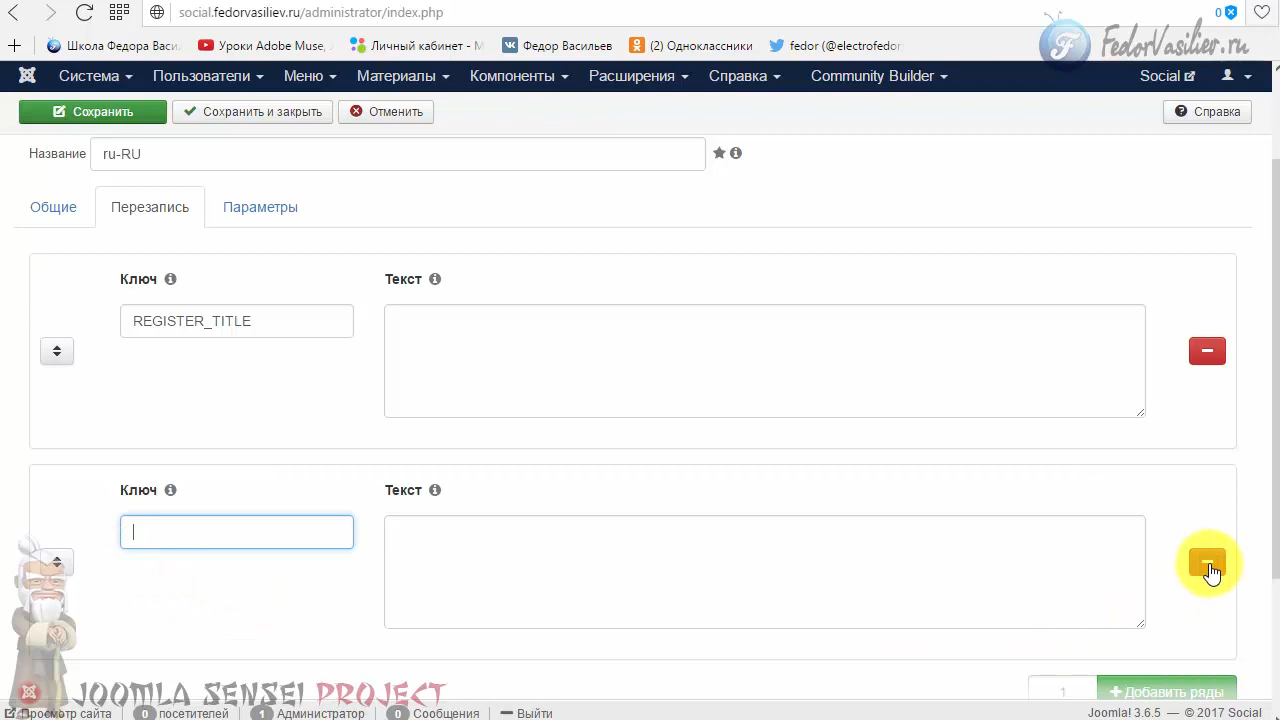 social.fedorvasiliev.ru/administrator/index.php
0
Школа Федора Васи
Уроки Adobe Muse,
Личный кабинет - М
Федор Васильев
(2) Одноклассники
fedor (@electrofedor
FedorVasiliev.ru
Система
Пользователи
Меню
Материалы
Компоненты
Расширения
Справка
Community Builder
Social
Сохранить
Сохранить и закрыть
Отменить
Справка
Название
ru-RU
Общие
Перезапись
Параметры
Ключ
Текст
REGISTER_TITLE
Ключ
Текст
1
Добавить ряды
JOOMLA SENSEI PROJECT
Просмотр сайта
0 посетителей
1 Администратор
0 Сообщения
Выйти
Joomla! 3.6.5 — © 2017 Social